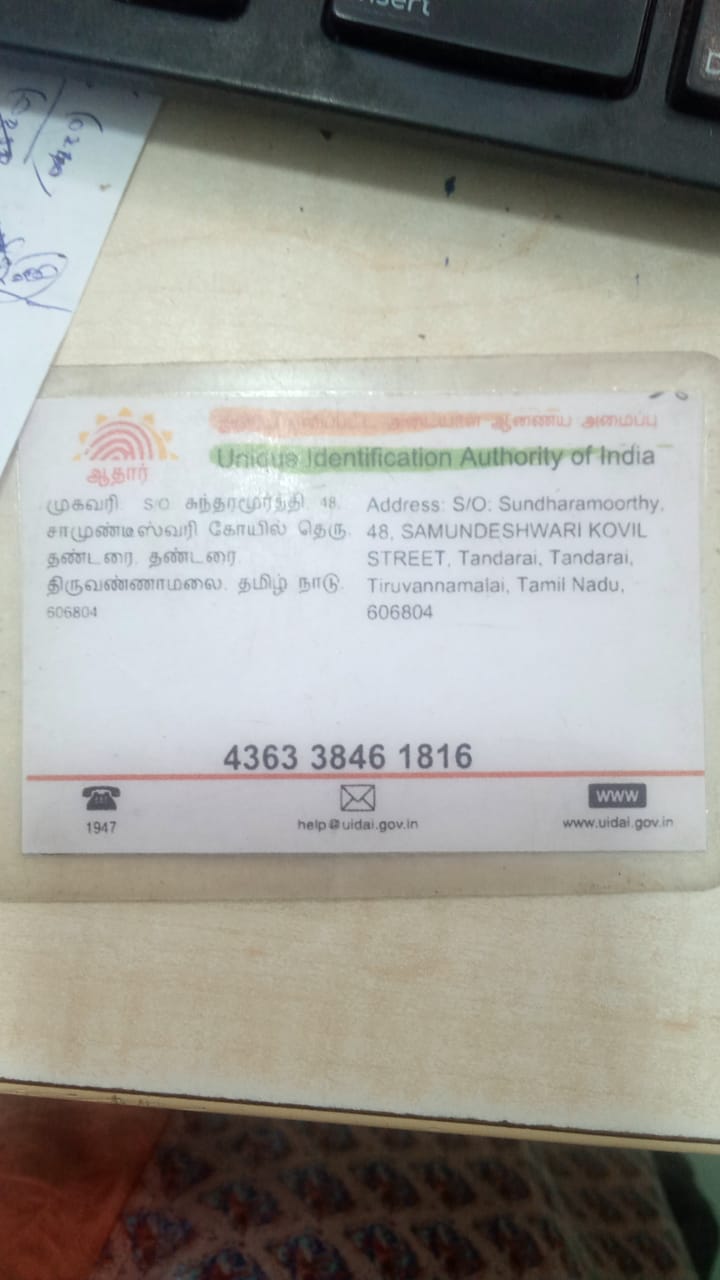 nsert
அடையாள ஆணைய அமைப்பு
Unique Identification Authority of India
ஆதார்
முகவரி: S/O: சுந்தரமூர்த்தி, 48,
சாமுண்டீஸ்வரி கோயில் தெரு,
தண்டரை, தண்டரை,
திருவண்ணாமலை, தமிழ் நாடு,
606804
Address: S/O: Sundharamoorthy,
48, SAMUNDESHWARI KOVIL
STREET, Tandarai, Tandarai,
Tiruvannamalai, Tamil Nadu,
606804
4363 3846 1816
1947
help@uidai.gov.in
WWW
www.uidai.gov.in